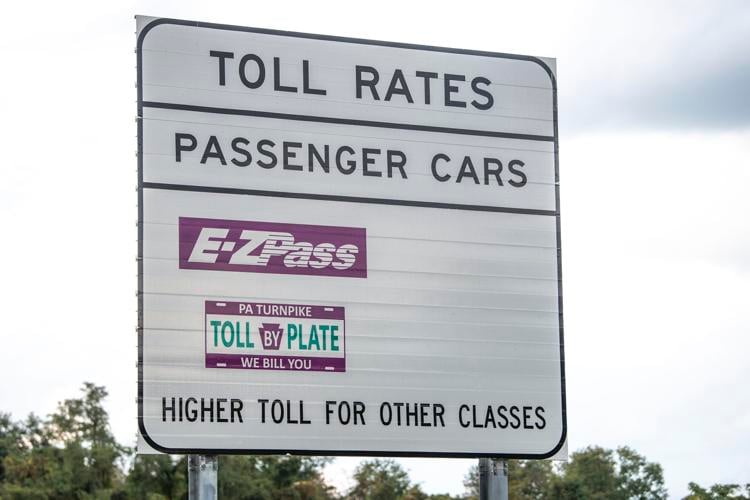 TOLL RATES
PASSENGER CARS
E-ZPass
PA TURNPIKE
TOLL BY PLATE
WE BILL YOU
HIGHER TOLL FOR OTHER CLASSES